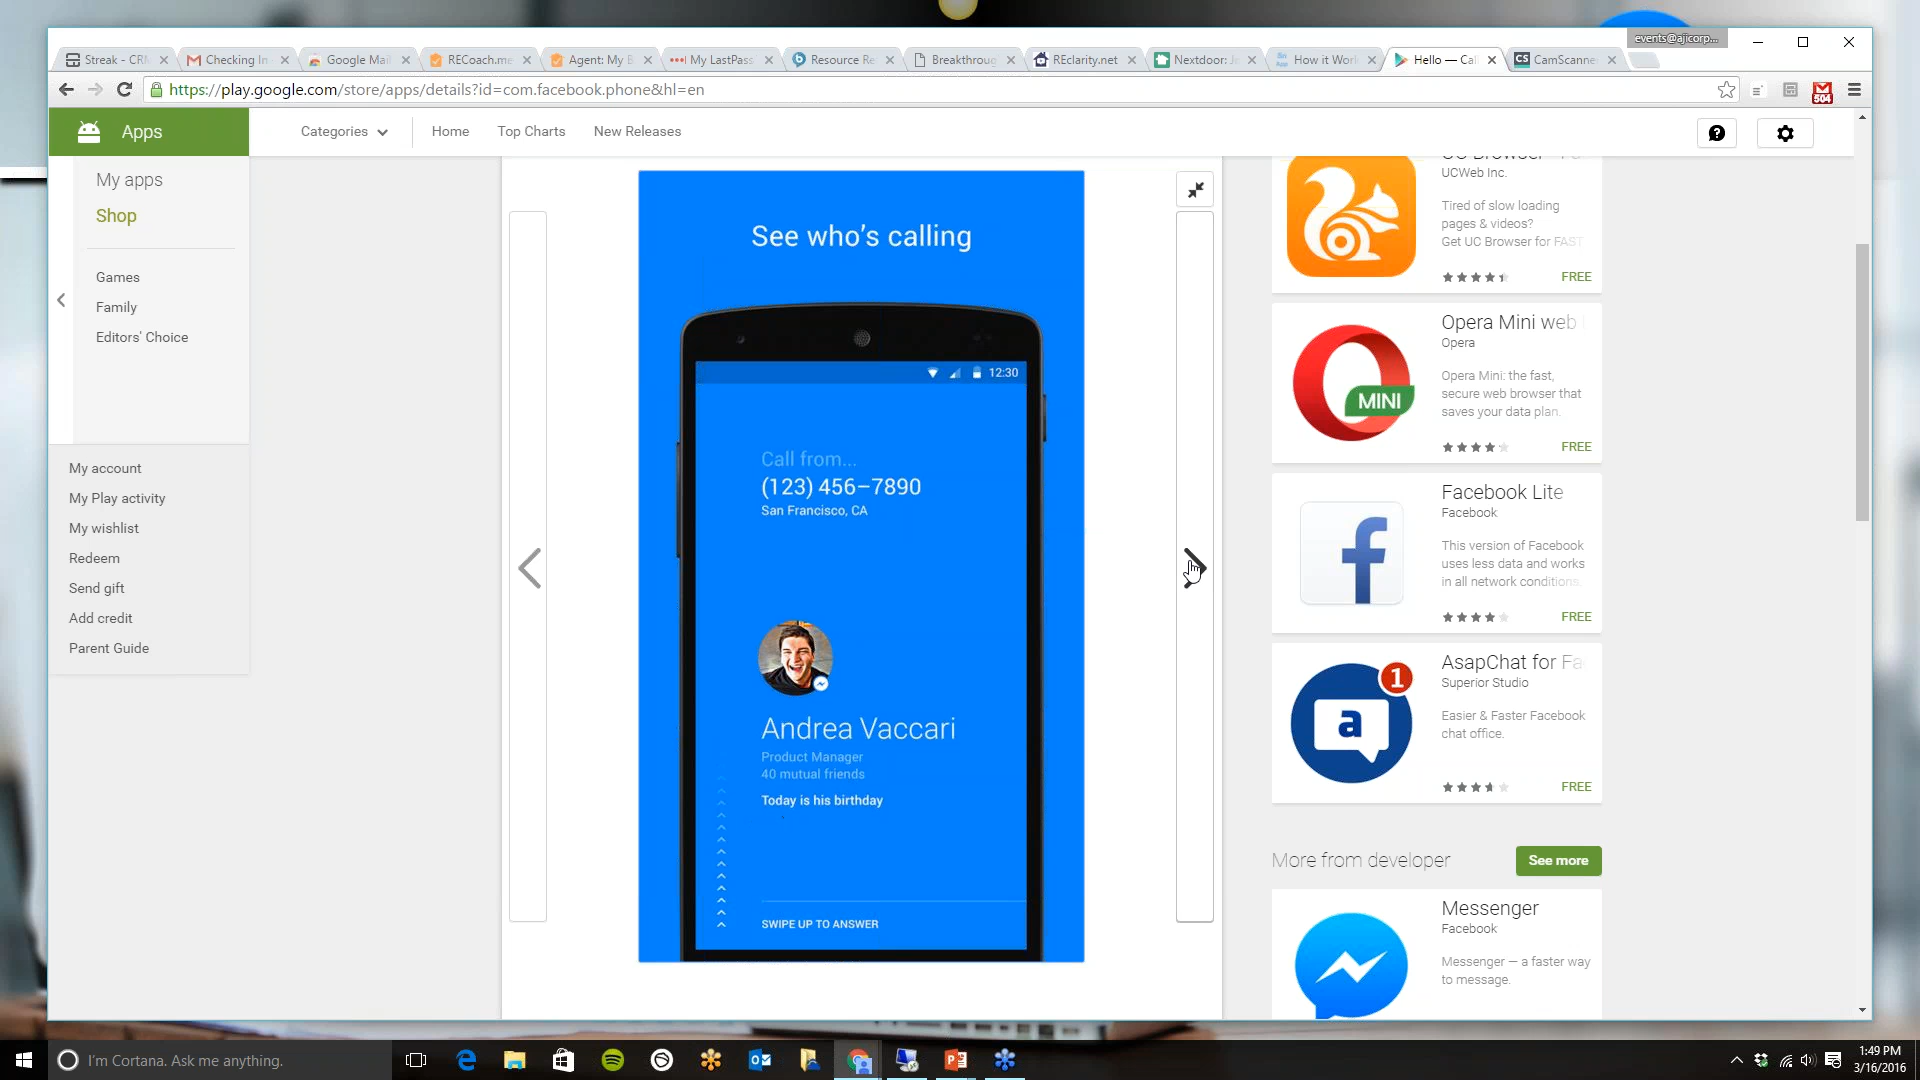 events@ajicorp...
Streak - CRM
Checking In
Google Mail
RECoach.me
Agent: My B
My LastPass
Resource Re
Breakthroug
REclarity.net
Nextdoor: J
How it Work
Hello — Call
CamScanne
https://play.google.com/store/apps/details?id=com.facebook.phone&hl=en
504
Apps
Categories
Home
Top Charts
New Releases
My apps
Shop
Games
Family
Editors' Choice
My account
My Play activity
My wishlist
Redeem
Send gift
Add credit
Parent Guide
See who's calling
12:30
Call from...
(123) 456–7890
San Francisco, CA
Andrea Vaccari
Product Manager
40 mutual friends
Today is his birthday
SWIPE UP TO ANSWER
UC Browser
UCWeb Inc.
Tired of slow loading
pages & videos?
Get UC Browser for FAST
FREE
MINI
Opera Mini web
Opera
Opera Mini: the fast,
secure web browser that
saves your data plan.
FREE
Facebook Lite
Facebook
This version of Facebook
uses less data and works
in all network conditions.
FREE
a
1
AsapChat for Fa
Superior Studio
Easier & Faster Facebook
chat office.
FREE
More from developer
See more
Messenger
Facebook
Messenger — a faster way
to message.
I'm Cortana. Ask me anything.
1:49 PM
3/16/2016